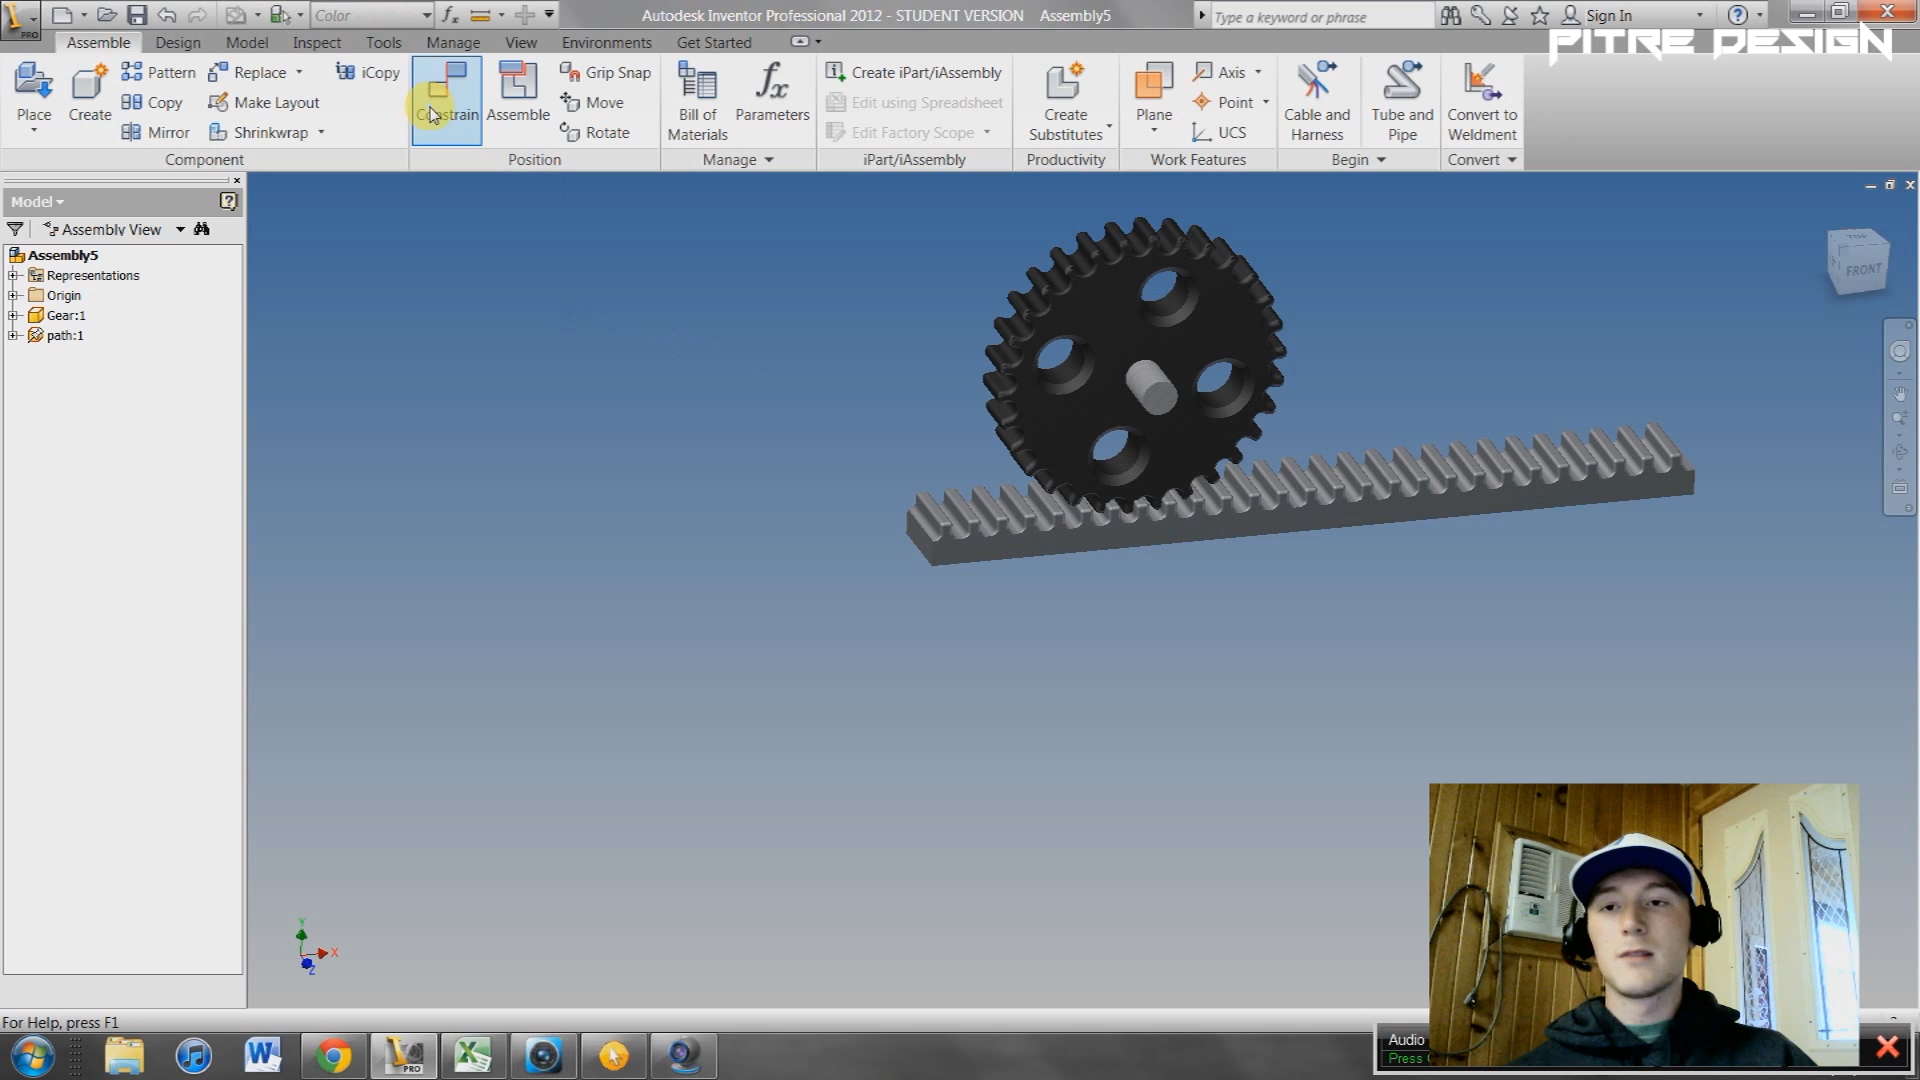 PRO
Color
Autodesk Inventor Professional 2012 - STUDENT VERSION Assembly5
Type a keyword or phrase
Sign In
PITRE DESIGN
Assemble
Design
Model
Inspect
Tools
Manage
View
Environments
Get Started
Place
Create
Pattern
Copy
Mirror
Replace
Make Layout
Shrinkwrap
iCopy
Constrain
Assemble
Grip Snap
Move
Rotate
Bill of
Materials
Parameters
Create iPart/iAssembly
Edit using Spreadsheet
Edit Factory Scope
Create
Substitutes
Plane
Axis
Point
UCS
Cable and
Harness
Tube and
Pipe
Convert to
Weldment
Component
Position
Manage
iPart/iAssembly
Productivity
Work Features
Begin
Convert
Model
Assembly View
Assembly5
Representations
Origin
Gear:1
path:1
TOP
FRONT
Y
X
Z
For Help, press F1
PRO
Audio
Press